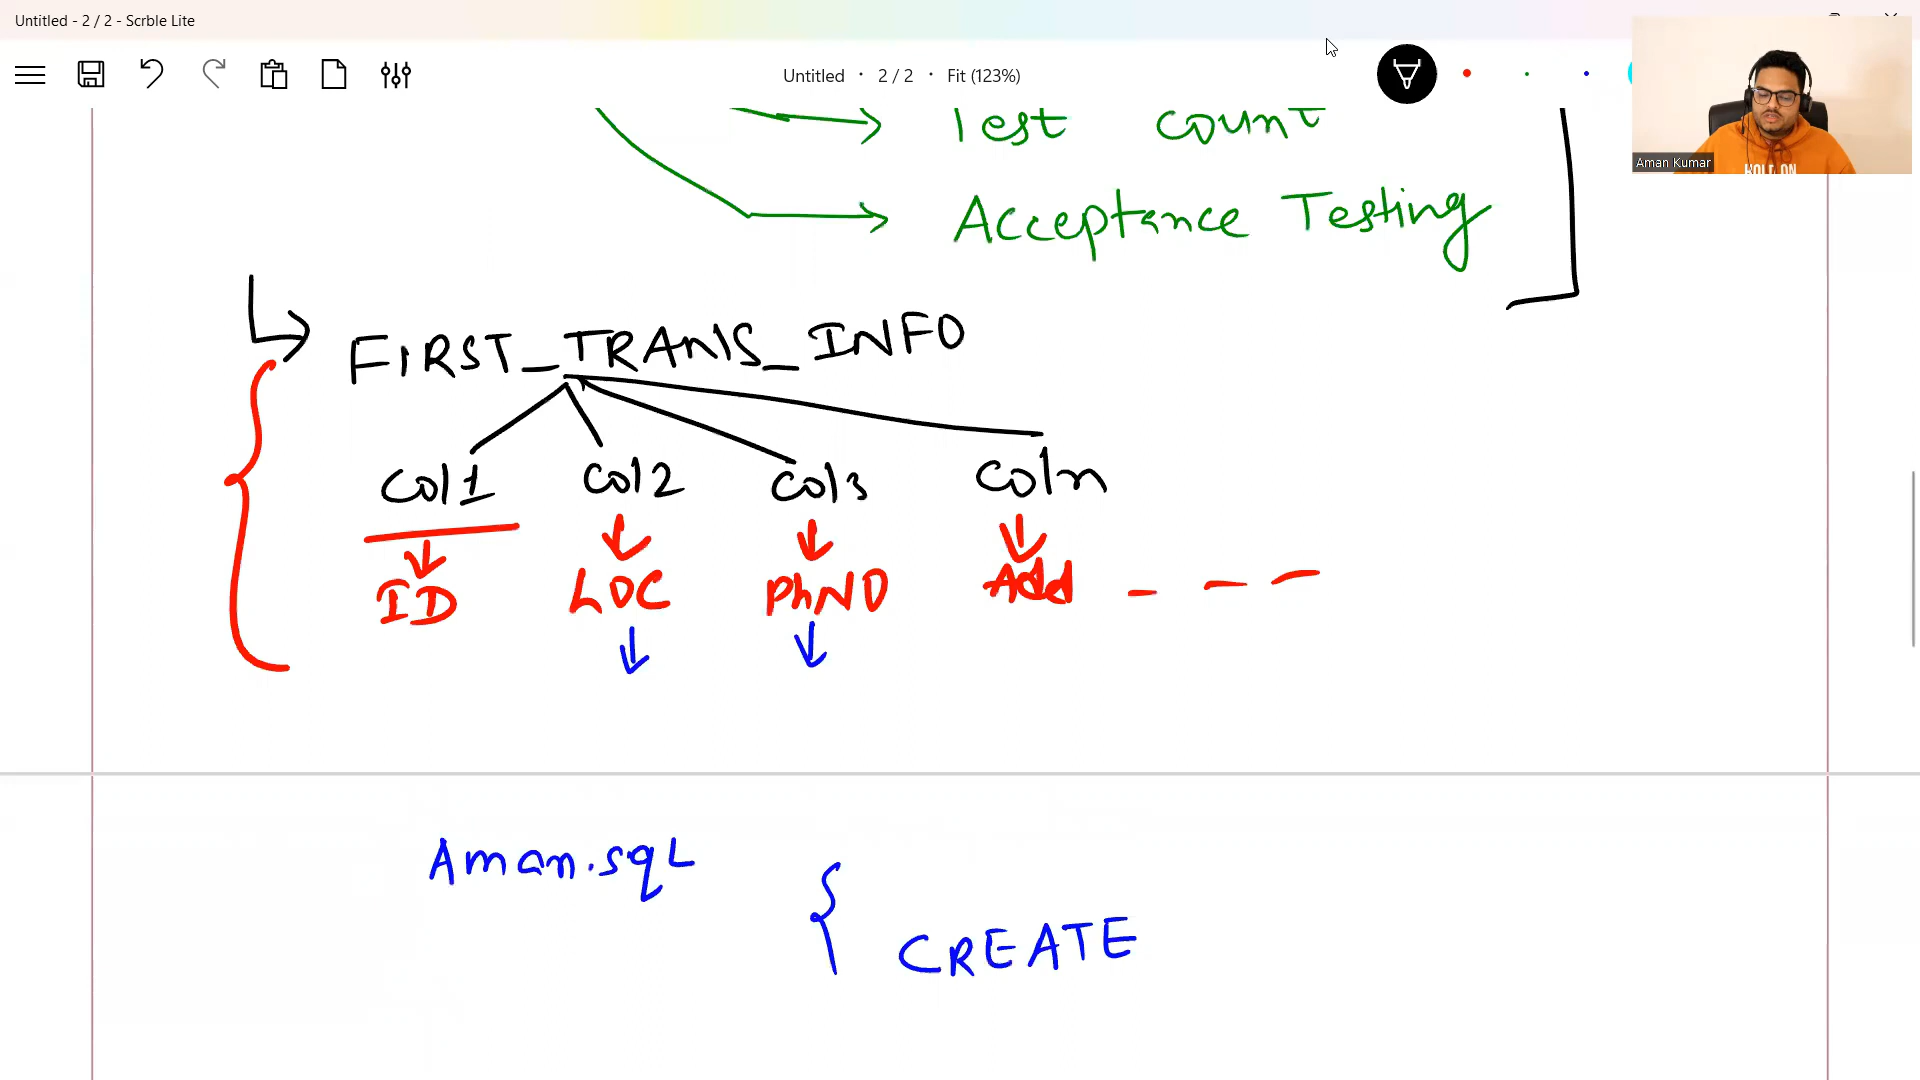 Untitled - 2 / 2 - Scrble Lite
Untitled • 2 / 2 • Fit (123%)
Test count
Acceptance Testing
Aman Kumar
FIRST_TRANS_INFO
Col1 Col2 Col3 Coln
ID LOC PhNO Add _ _ _
Aman.sqL
{ CREATE